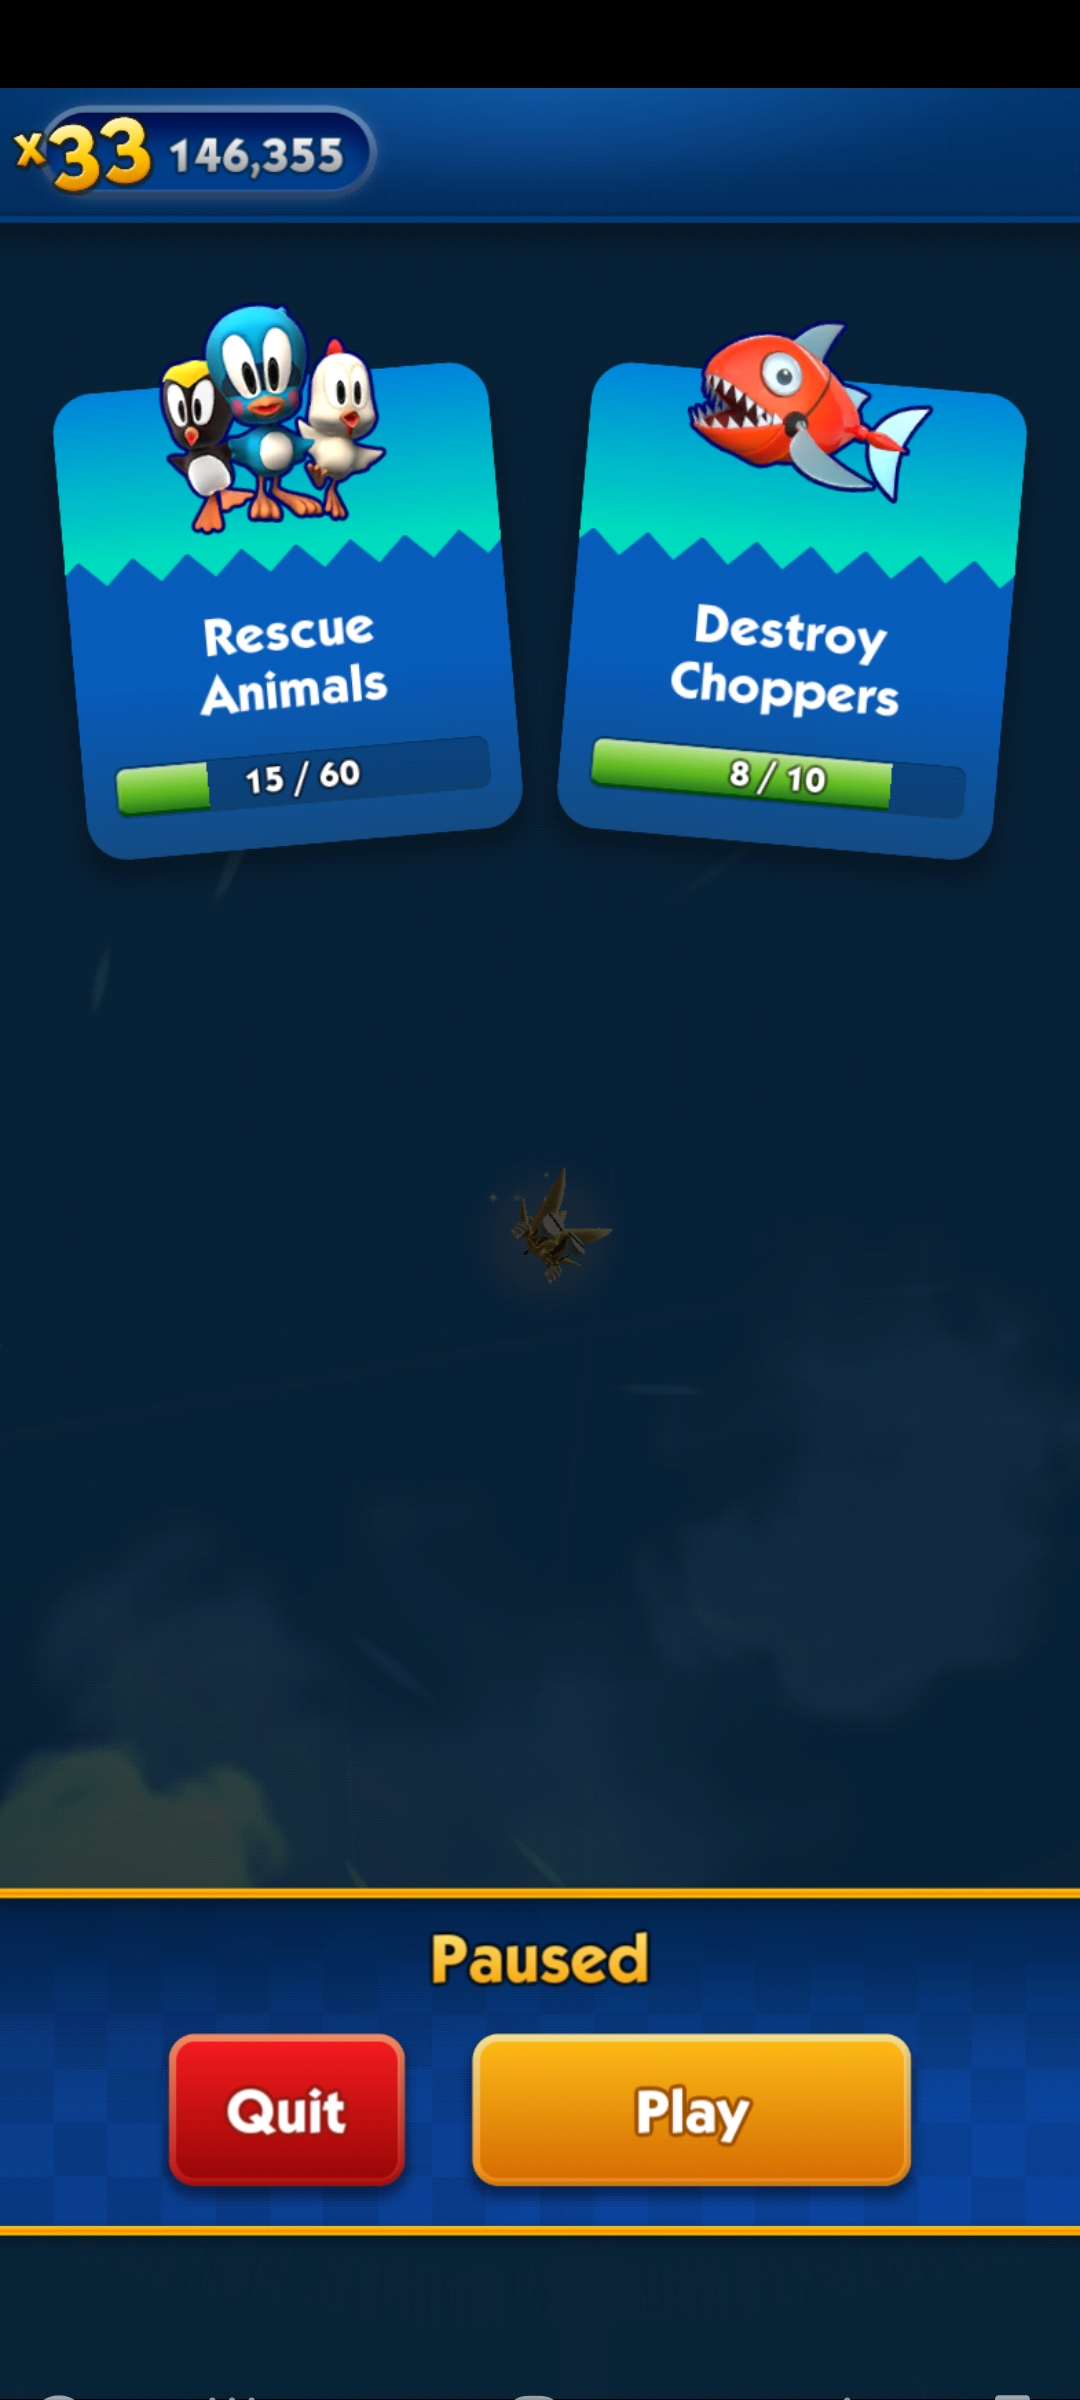 x33 146,355
Rescue
Animals
15 / 60
Destroy
Choppers
8 / 10
Paused
Quit
Play